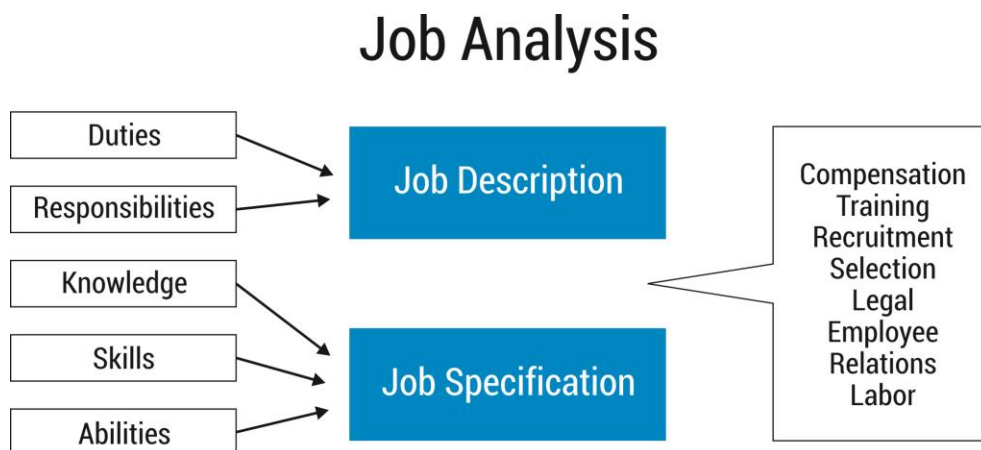 Job Analysis
Duties
Responsibilities
Knowledge
Skills
Abilities
Job Description
Job Specification
Compensation
Training
Recruitment
Selection
Legal
Employee
Relations
Labor